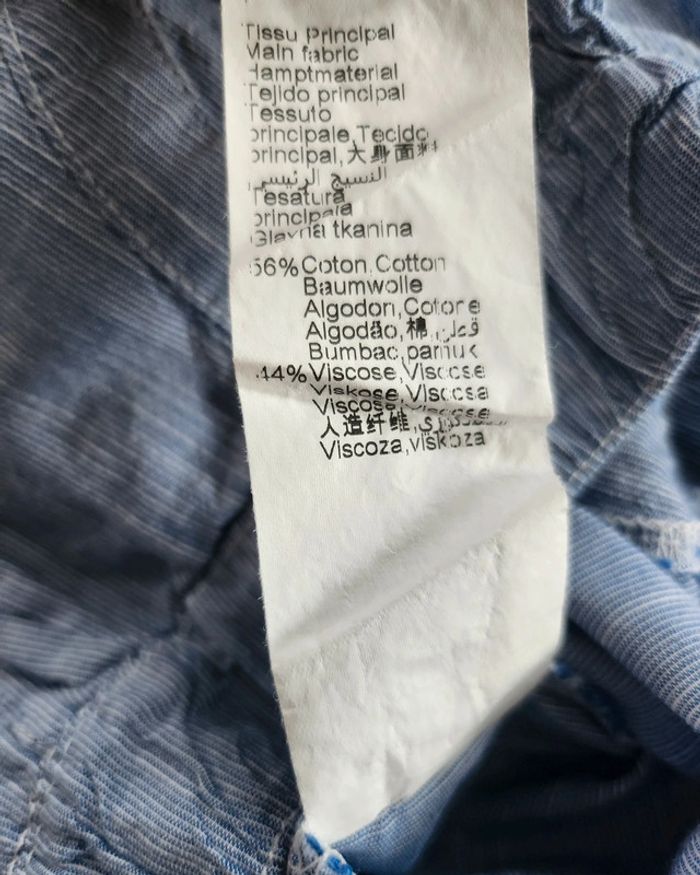 Tissu Principal
Main fabric
Hamptmaterial
Tejido principal
Tessuto
principale,Tecido
principal,大身面料
النسيج الرئيسي
Tesatura
principala
Glavna tkanina
56% Coton,Cotton
Baumwolle
Algodon,Cotone
Algodão,棉,قطن
Bumbac,pamuk
44% Viscose,Viscose
Viskose,Viscosa
Viscosa,Viscose
人造纤维,
Viscoza,viskoza